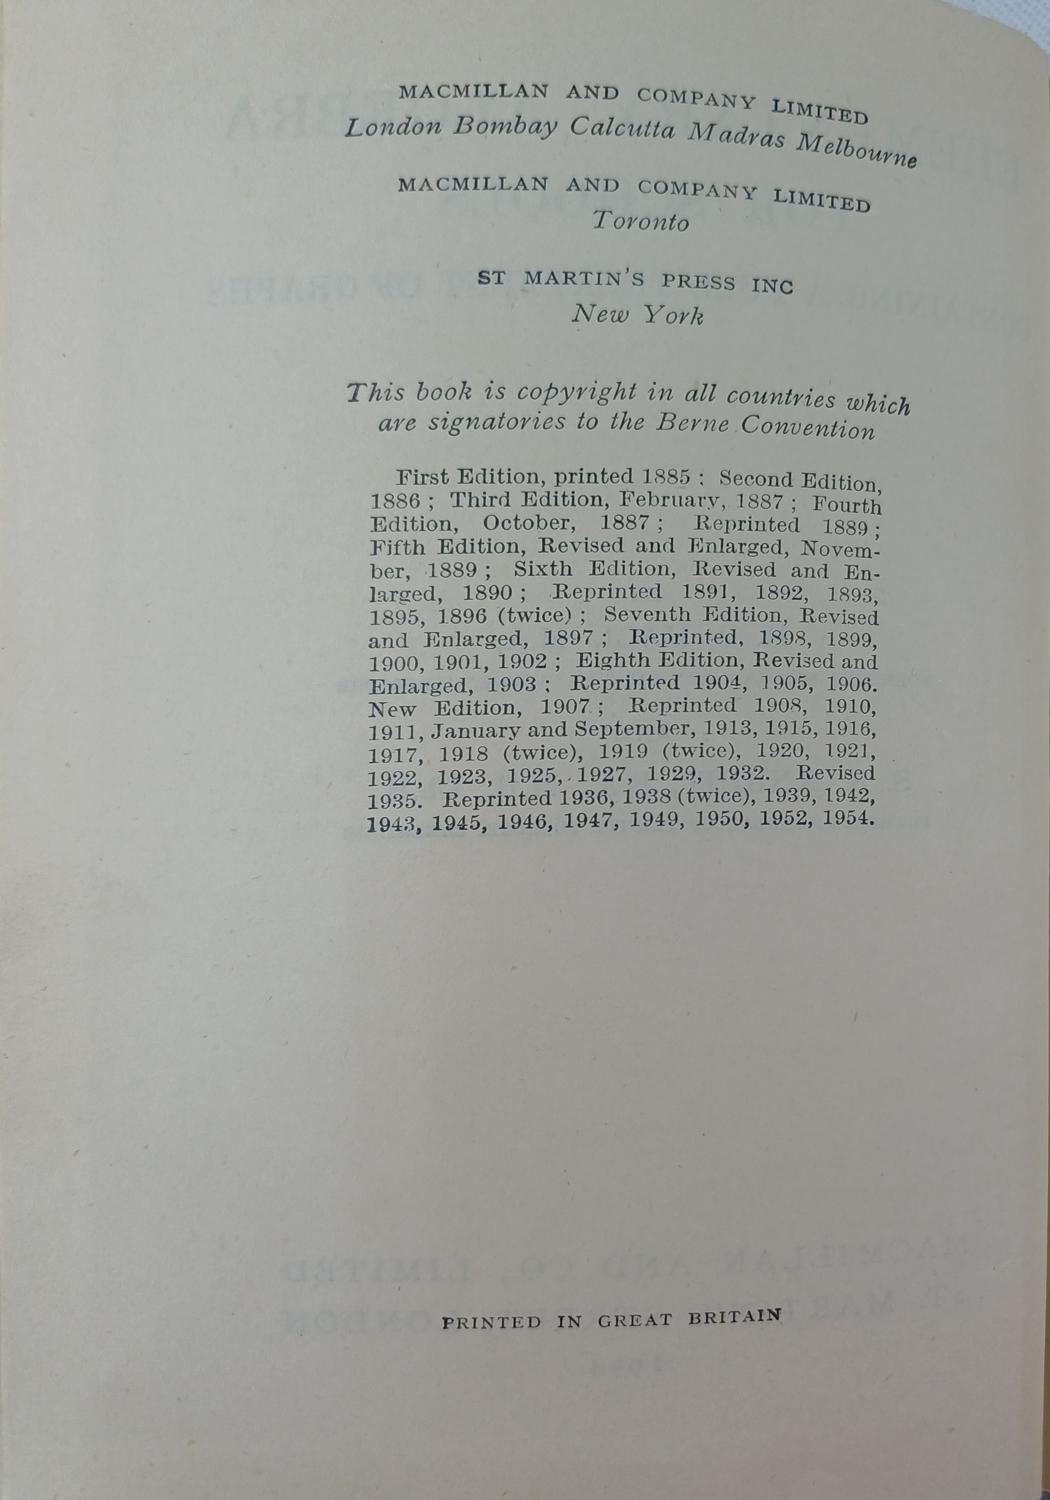 MACMILLAN AND COMPANY LIMITED
London Bombay Calcutta Madras Melbourne
MACMILLAN AND COMPANY LIMITED
Toronto
ST MARTIN'S PRESS INC
New York
This book is copyright in all countries which
are signatories to the Berne Convention
First Edition, printed 1885 ; Second Edition,
1886 ; Third Edition, February, 1887 ; Fourth
Edition, October, 1887 ; Reprinted 1889 ;
Fifth Edition, Revised and Enlarged, Novem-
ber, 1889 ; Sixth Edition, Revised and En-
larged, 1890 ; Reprinted 1891, 1892, 1893,
1895, 1896 (twice) ; Seventh Edition, Revised
and Enlarged, 1897 ; Reprinted, 1898, 1899,
1900, 1901, 1902 ; Eighth Edition, Revised and
Enlarged, 1903 ; Reprinted 1904, 1905, 1906.
New Edition, 1907 ; Reprinted 1908, 1910,
1911, January and September, 1913, 1915, 1916,
1917, 1918 (twice), 1919 (twice), 1920, 1921,
1922, 1923, 1925, 1927, 1929, 1932. Revised
1935. Reprinted 1936, 1938 (twice), 1939, 1942,
1943, 1945, 1946, 1947, 1949, 1950, 1952, 1954.
PRINTED IN GREAT BRITAIN